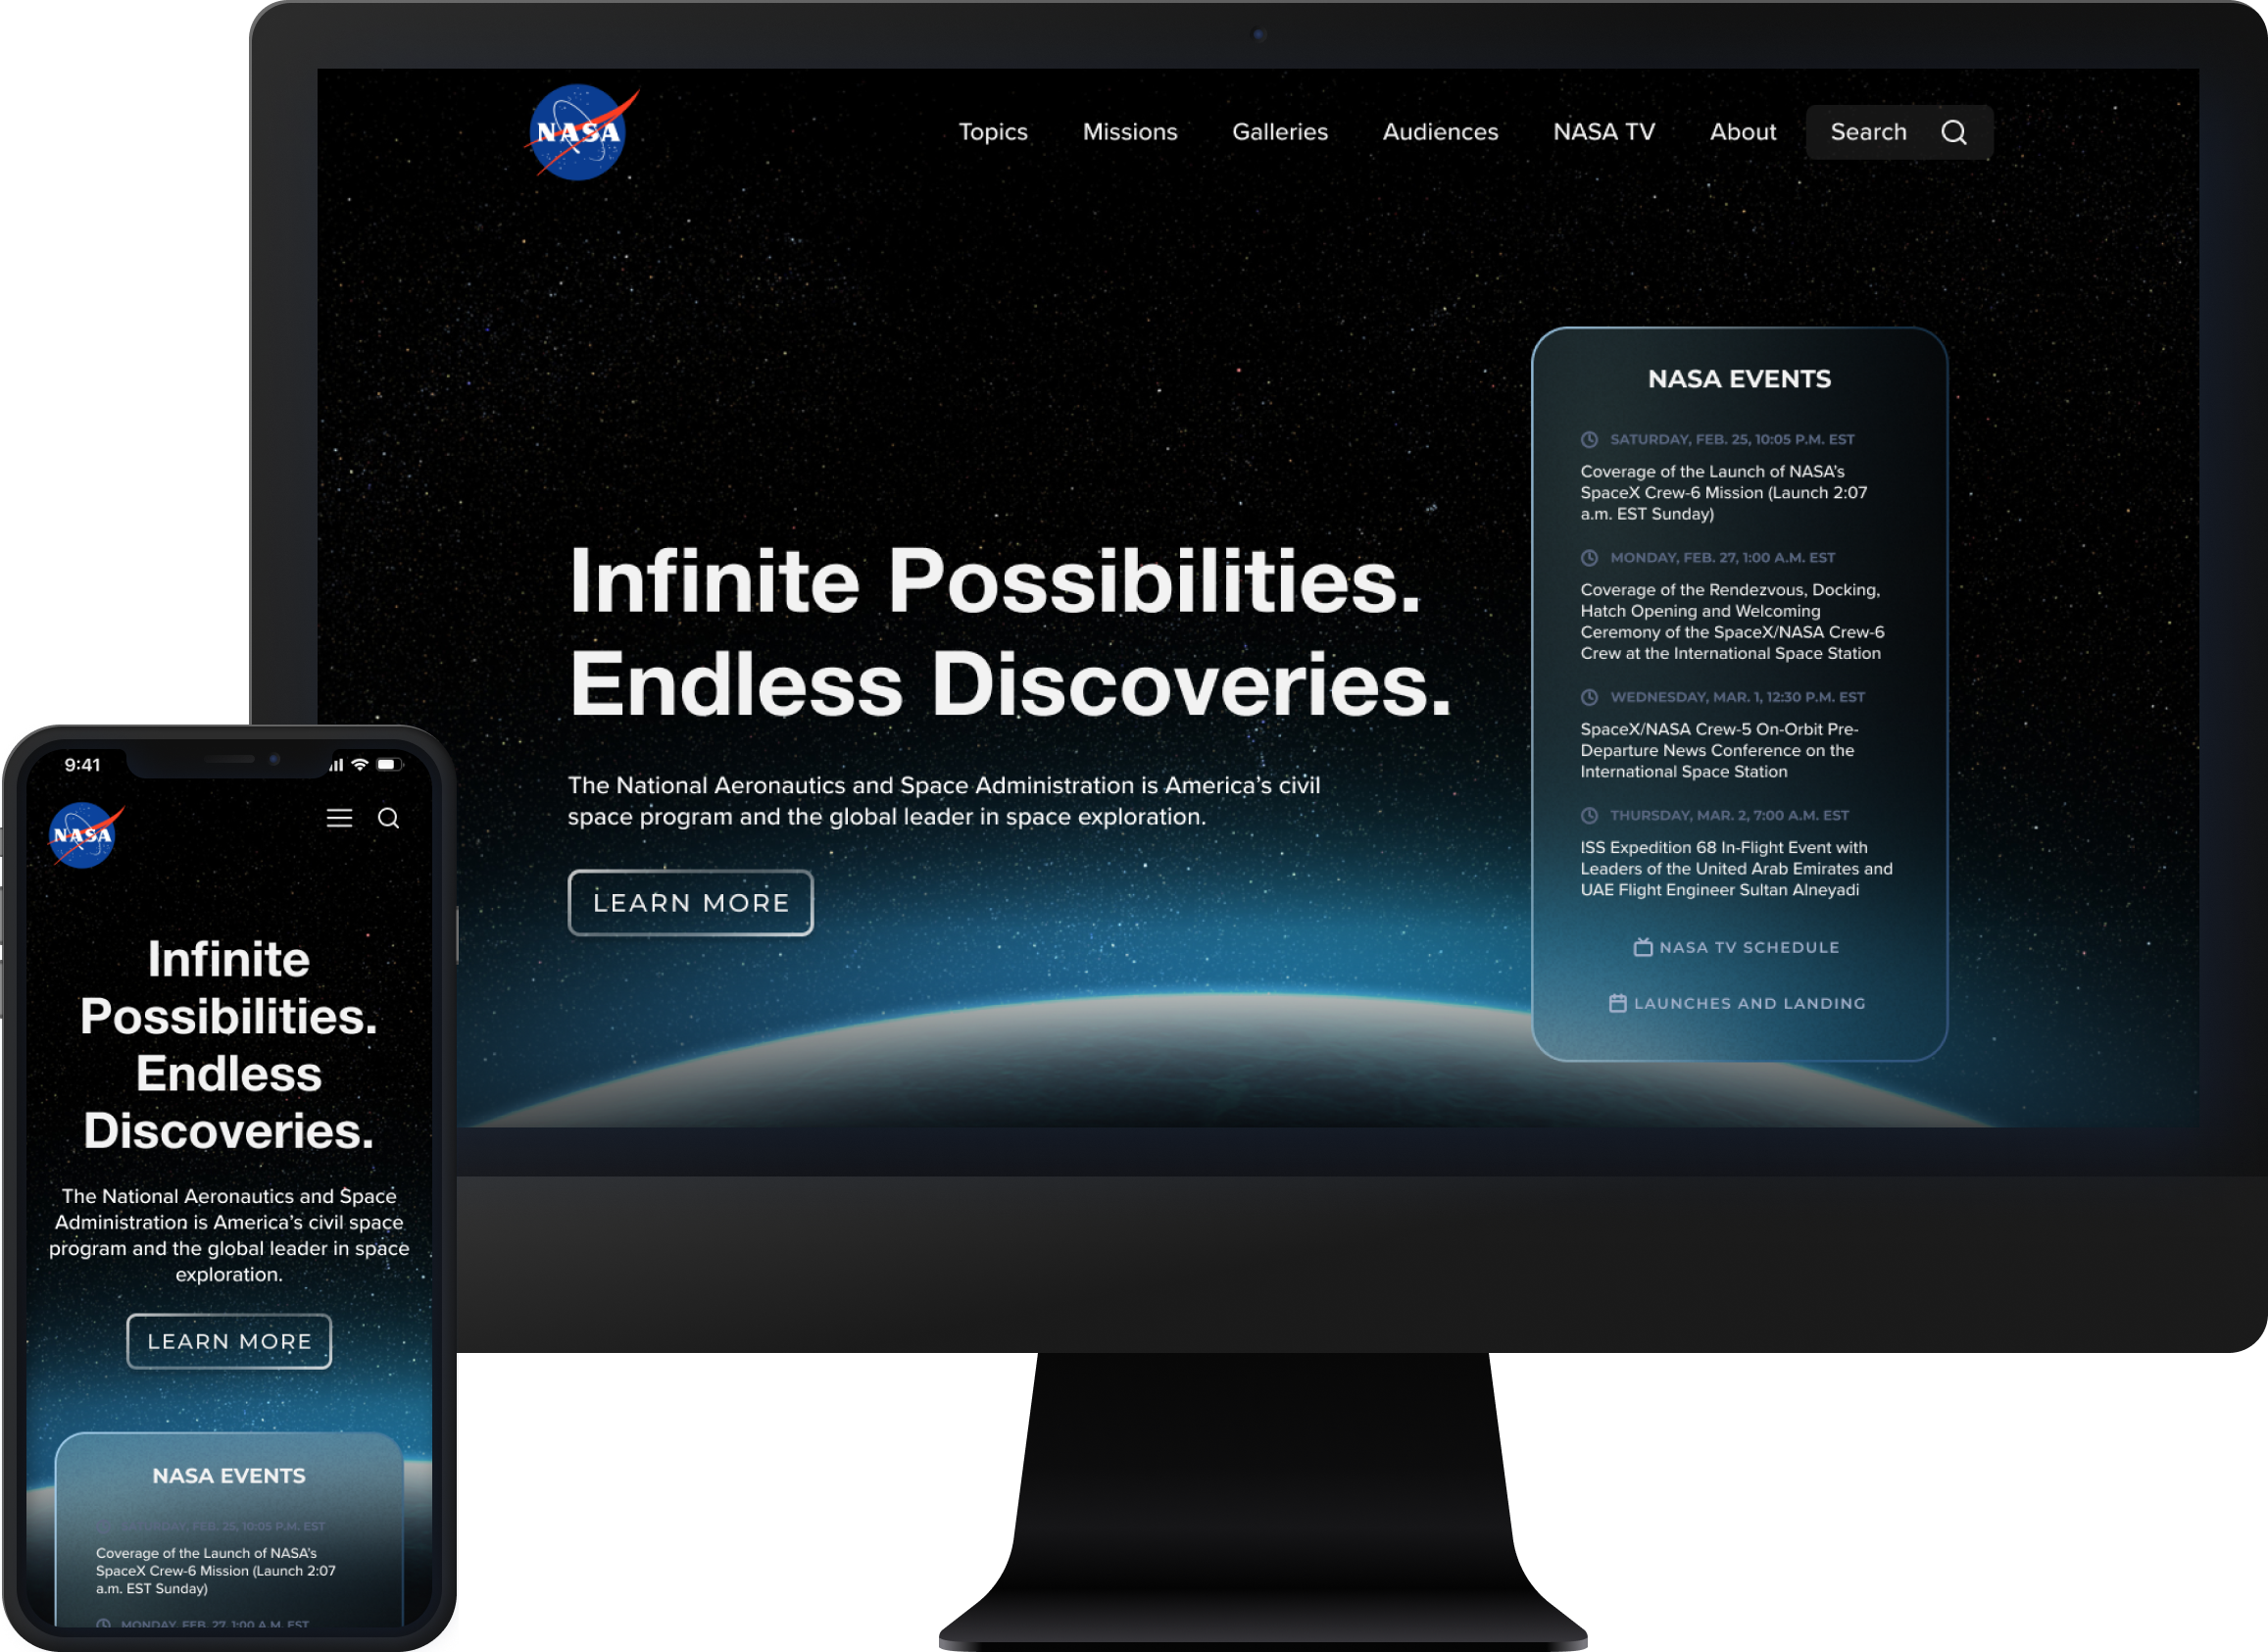 NASA
Topics
Missions
Galleries
Audiences
NASA TV
About
Search
Infinite Possibilities.
Endless Discoveries.
The National Aeronautics and Space Administration is America's civil
space program and the global leader in space exploration.
LEARN MORE
NASA EVENTS
SATURDAY, FEB. 25, 10:05 P.M. EST
Coverage of the Launch of NASA's
SpaceX Crew-6 Mission (Launch 2:07
a.m. EST Sunday)
MONDAY, FEB. 27, 1:00 A.M. EST
Coverage of the Rendezvous, Docking,
Hatch Opening and Welcoming
Ceremony of the SpaceX/NASA Crew-6
Crew at the International Space Station
WEDNESDAY, MAR. 1, 12:30 P.M. EST
SpaceX/NASA Crew-5 On-Orbit Pre-
Departure News Conference on the
International Space Station
THURSDAY, MAR. 2, 7:00 A.M. EST
ISS Expedition 68 In-Flight Event with
Leaders of the United Arab Emirates and
UAE Flight Engineer Sultan Alneyadi
NASA TV SCHEDULE
LAUNCHES AND LANDING
9:41
NASA
Infinite
Possibilities.
Endless
Discoveries.
The National Aeronautics and Space
Administration is America's civil space
program and the global leader in space
exploration.
LEARN MORE
NASA EVENTS
SATURDAY, FEB. 25, 10:05 P.M. EST
Coverage of the Launch of NASA's
SpaceX Crew-6 Mission (Launch 2:07
a.m. EST Sunday)
MONDAY, FEB. 27, 1:00 A.M. EST